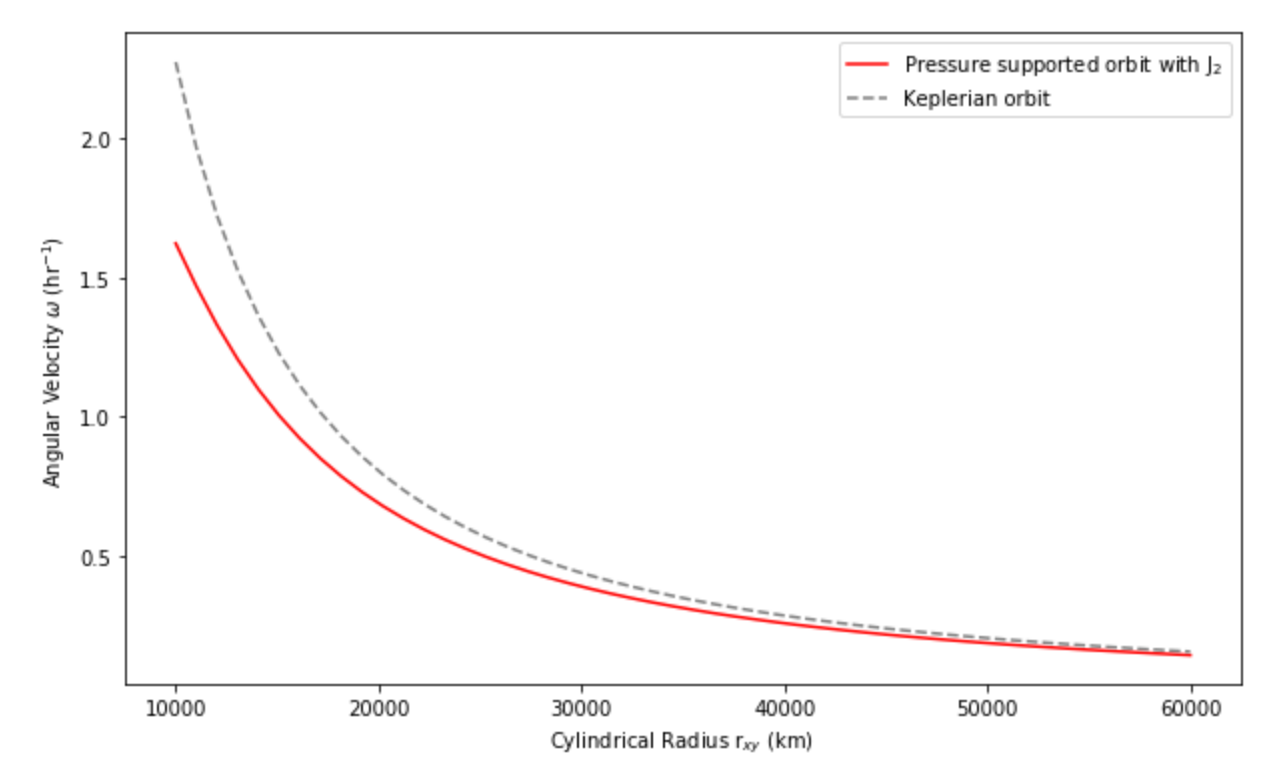 Pressure supported orbit with J₂
Keplerian orbit
2.0
1.5
1.0
0.5
Angular Velocity ω (hr⁻¹)
10000 20000 30000 40000 50000 60000
Cylindrical Radius rₓᵧ (km)